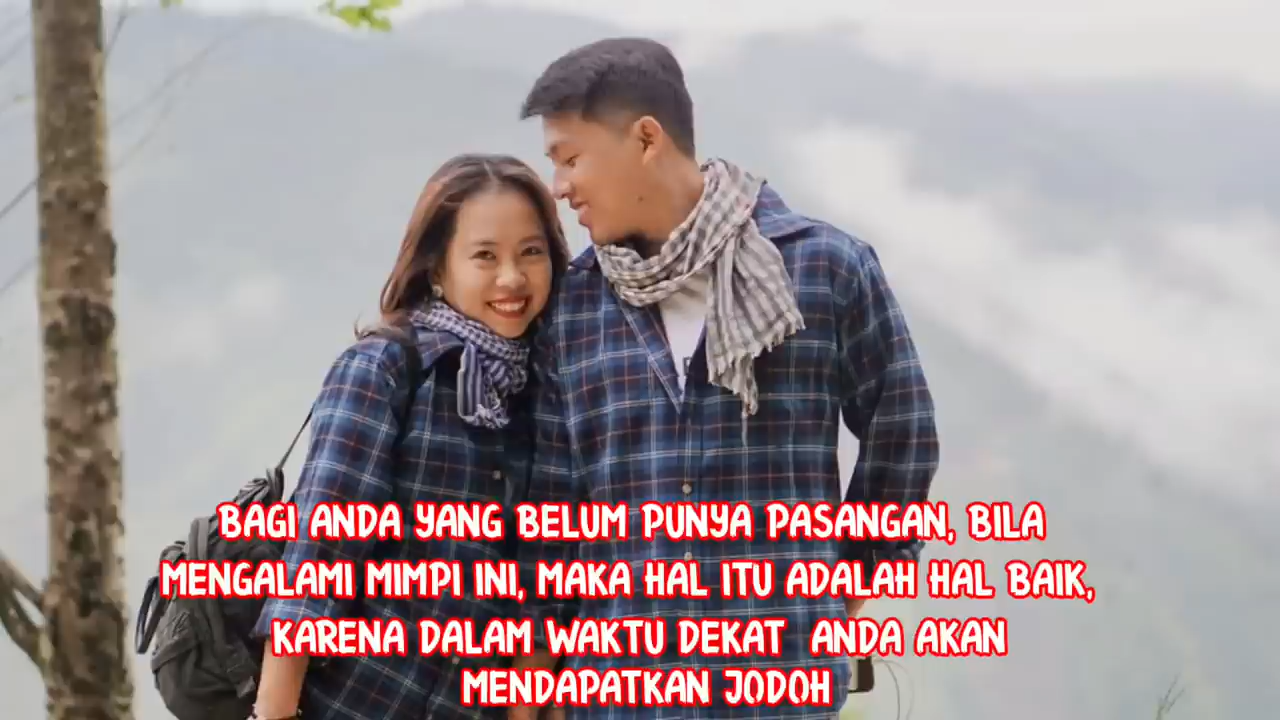 BAGI ANDA YANG BELUM PUNYA PASANGAN, BILA
MENGALAMI MIMPI INI, MAKA HAL ITU ADALAH HAL BAIK,
KARENA DALAM WAKTU DEKAT ANDA AKAN
MENDAPATKAN JODOH